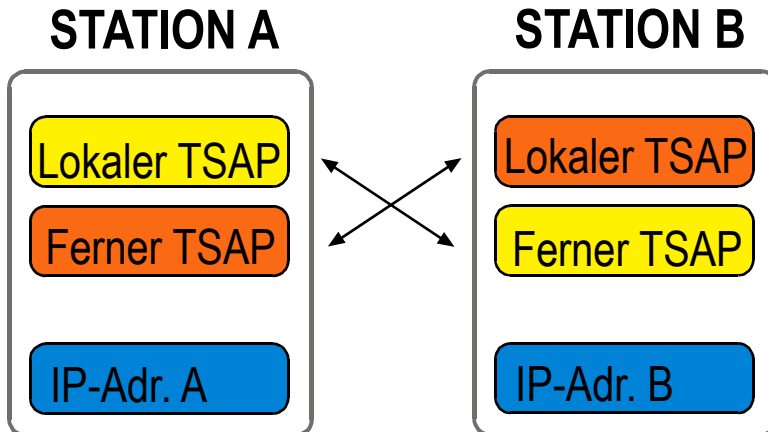 STATION A
STATION B
Lokaler TSAP
Lokaler TSAP
Ferner TSAP
Ferner TSAP
IP-Adr. A
IP-Adr. B